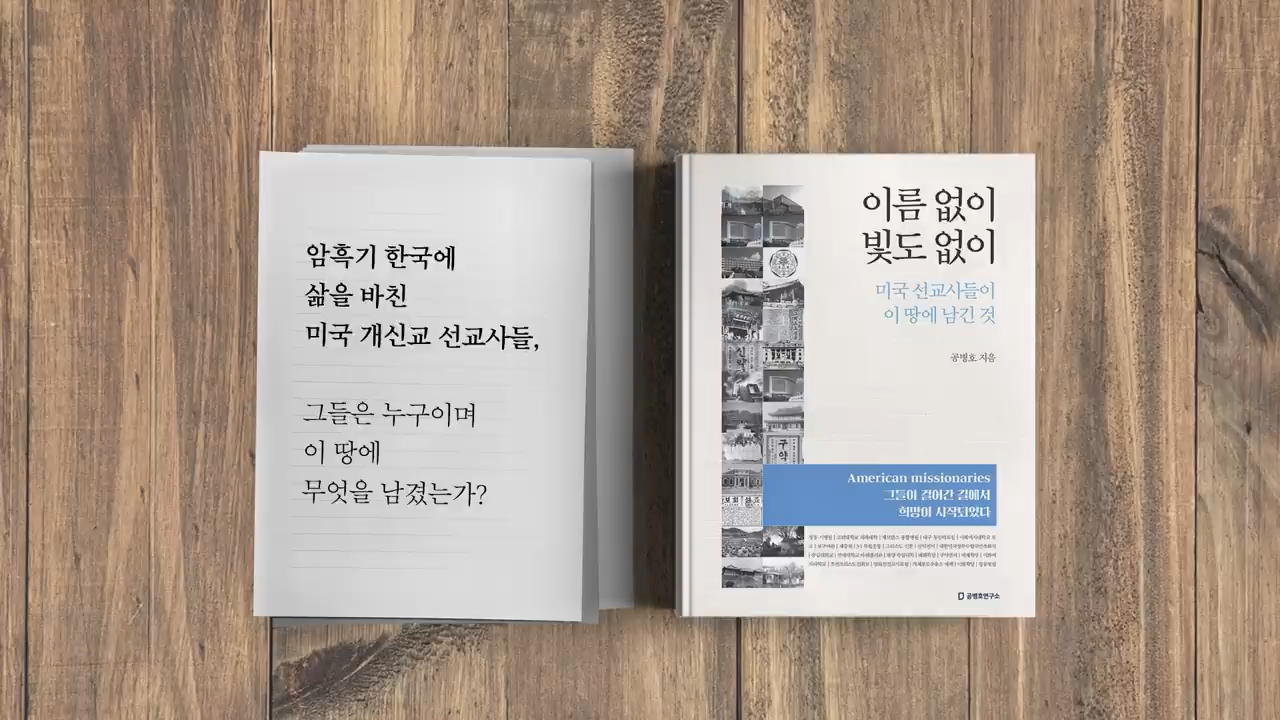 암흑기 한국에
삶을 바친
미국 개신교 선교사들,
그들은 누구이며
이 땅에
무엇을 남겼는가?
이름 없이
빛도 없이
미국 선교사들이
이 땅에 남긴 것
공병호 지음
구약
American missionaries
그들이 걸어간 길에서
희망이 시작되었다
공병호연구소